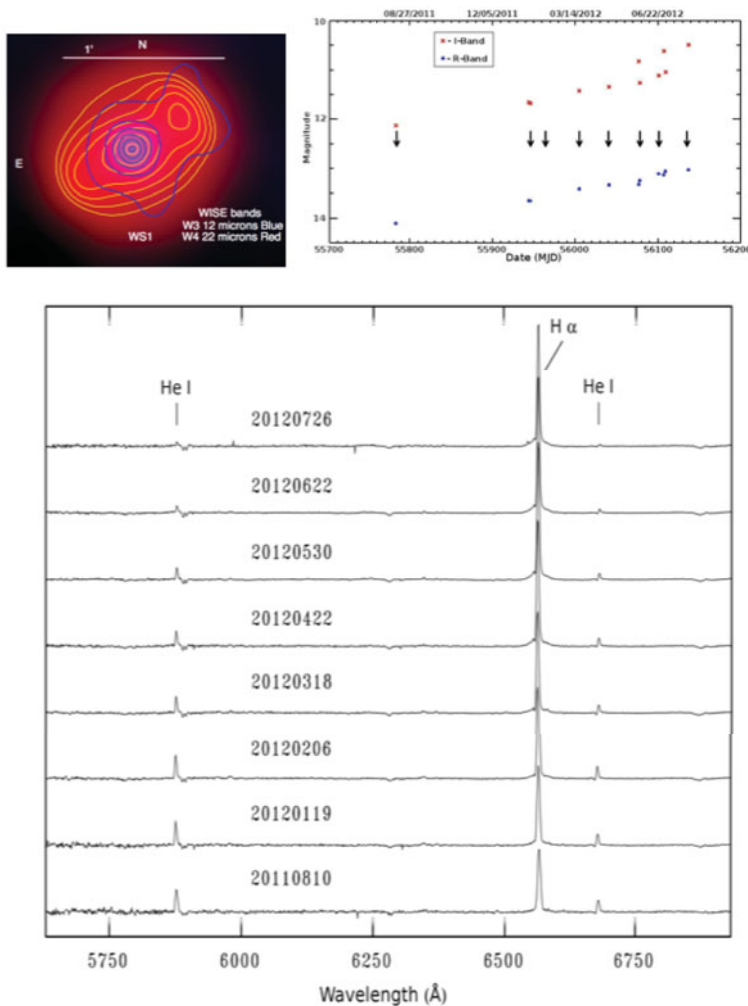 1' N
E
WISE bands
W3 12 microns Blue
WS1 W4 22 microns Red
08/27/2011 12/05/2011 03/14/2012 06/22/2012
10
12
14
Magnitude
× - I-Band
× - R-Band
55700 55800 55900 56000 56100 56200
Date (MJD)
H α
He I He I
20120726
20120622
20120530
20120422
20120318
20120206
20120119
20110810
5750 6000 6250 6500 6750
Wavelength (Å)